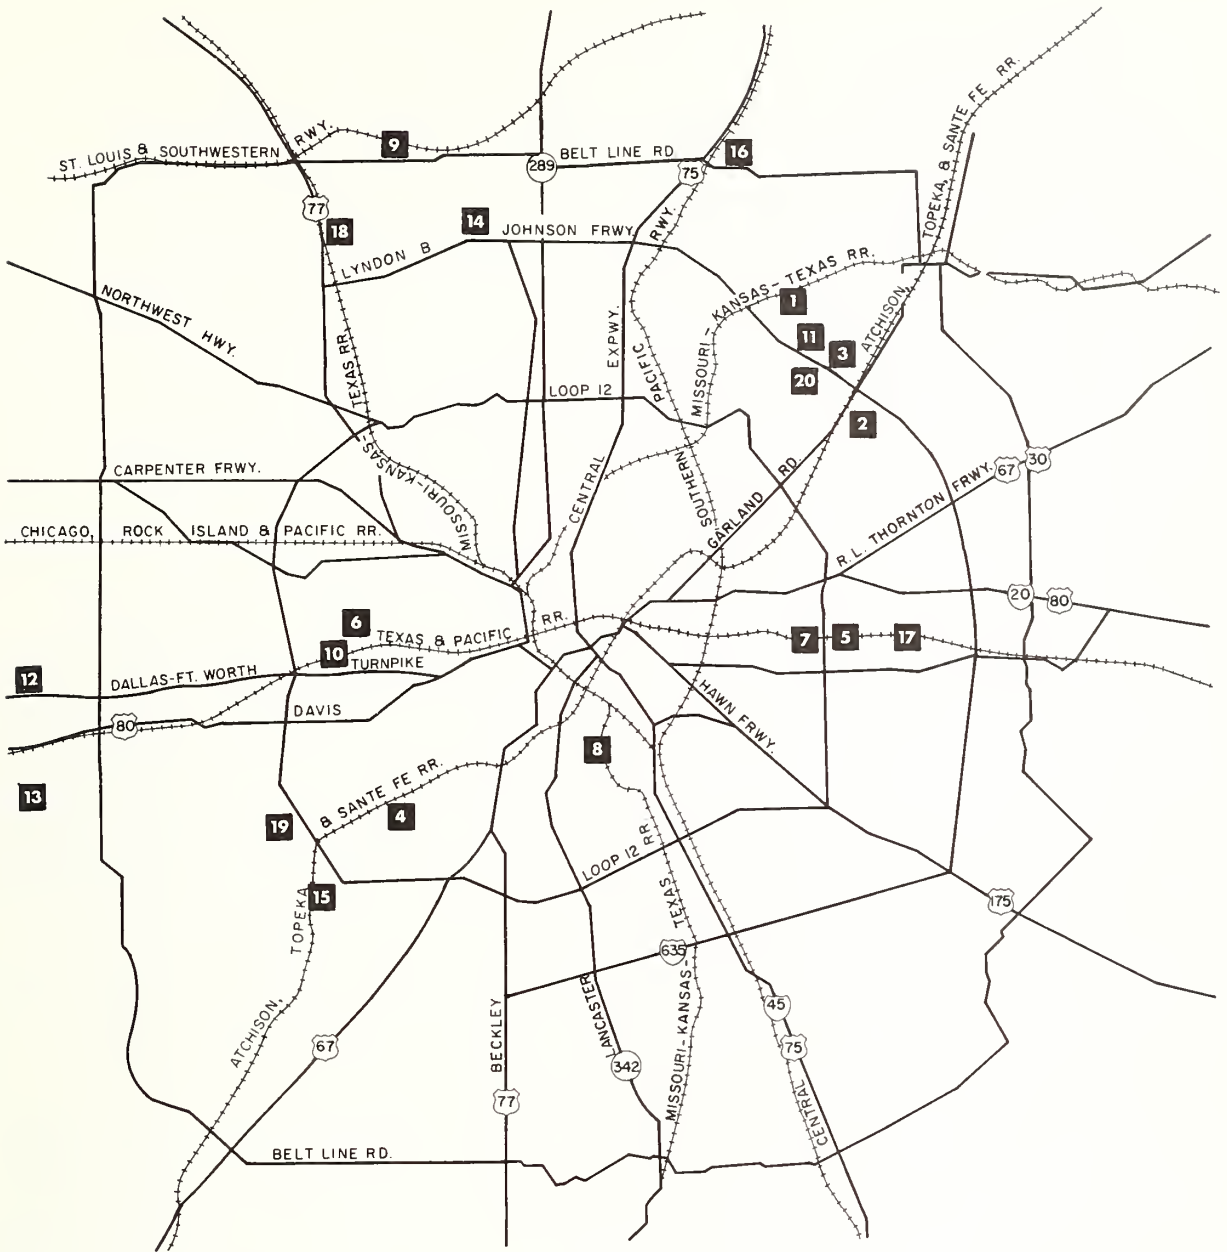 ST. LOUIS & SOUTHWESTERN RWY.
9
289
BELT LINE RD.
75
16
TOPEKA, & SANTE FE RR.
77
18
14
LYNDON B JOHNSON FRWY.
RWY.
MISSOURI-KANSAS-TEXAS RR.
1
11
3
20
2
ATCHISON,
NORTHWEST HWY.
TEXAS RR.
EXPWY.
PACIFIC
LOOP 12
CARPENTER FRWY.
MISSOURI-KANSAS-
CENTRAL
SOUTHERN
GARLAND RD.
67
30
R.L. THORNTON FRWY.
CHICAGO, ROCK ISLAND & PACIFIC RR.
20
80
6
10
TEXAS & PACIFIC RR.
7
5
17
12
DALLAS-FT. WORTH TURNPIKE
80
DAVIS
HAWN FRWY.
8
13
19
& SANTE FE RR.
4
15
TOPEKA
ATCHISON,
LOOP 12
RR.
TEXAS
MISSOURI-KANSAS-
175
635
BECKLEY
LANCASTER
45
75
67
342
77
CENTRAL
BELT LINE RD.